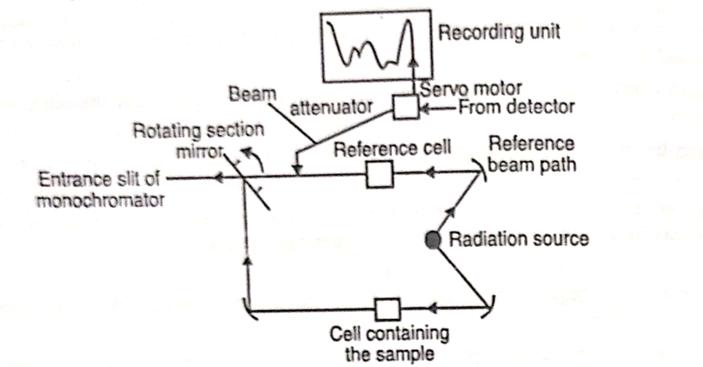 Recording unit
Servo motor
From detector
Beam
attenuator
Rotating section
mirror
Reference cell
Reference
beam path
Entrance slit of
monochromator
Radiation source
Cell containing
the sample